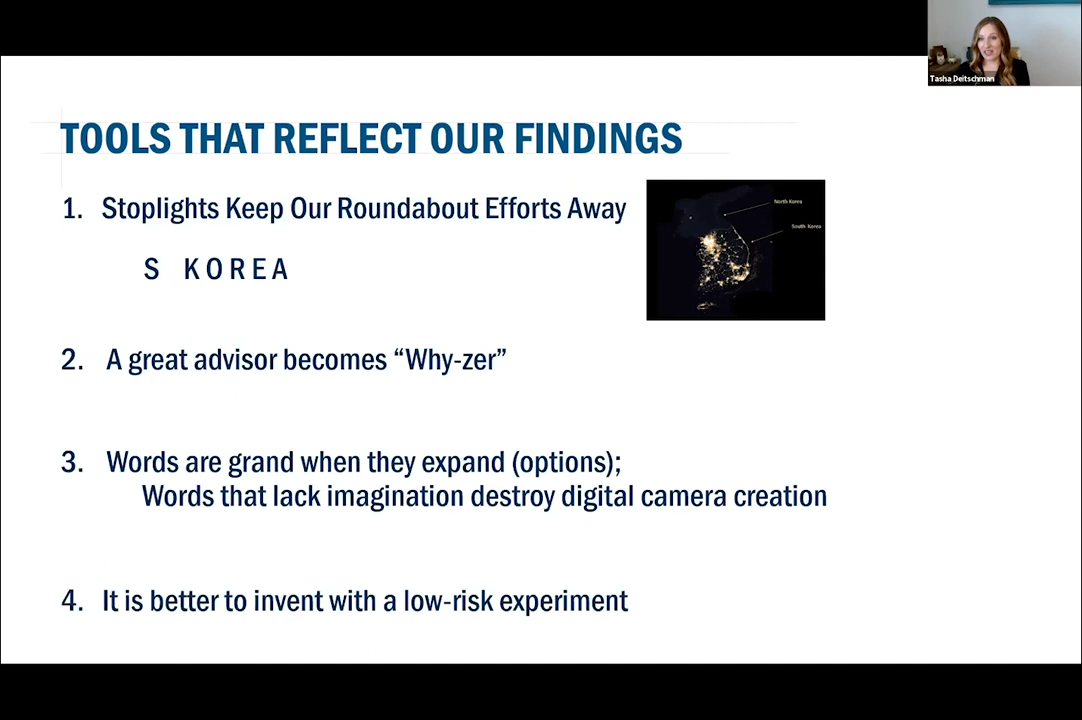 Tasha Deitschman
TOOLS THAT REFLECT OUR FINDINGS
1. Stoplights Keep Our Roundabout Efforts Away
North Korea
South Korea
S KOREA
2. A great advisor becomes “Why-zer”
3. Words are grand when they expand (options);
Words that lack imagination destroy digital camera creation
4. It is better to invent with a low-risk experiment